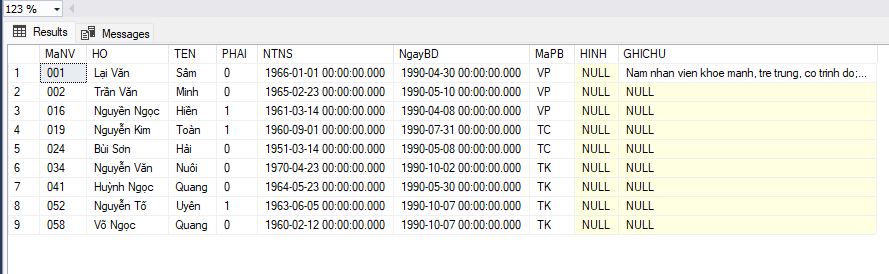 123 %
Results Messages
MaNV HO TEN PHAI NTNS NgayBD MaPB HINH GHICHU
1 001 Lại Văn Sâm 0 1966-01-01 00:00:00.000 1990-04-30 00:00:00.000 VP NULL Nam nhan vien khoe manh, tre trung, co trinh do;...
2 002 Trần Văn Minh 0 1965-02-23 00:00:00.000 1990-05-10 00:00:00.000 VP NULL NULL
3 016 Nguyễn Ngọc Hiền 1 1961-03-14 00:00:00.000 1990-04-08 00:00:00.000 VP NULL NULL
4 019 Nguyễn Kim Toàn 1 1960-09-01 00:00:00.000 1990-07-31 00:00:00.000 TC NULL NULL
5 024 Bùi Sơn Hải 0 1951-03-14 00:00:00.000 1990-05-08 00:00:00.000 TC NULL NULL
6 034 Nguyễn Văn Nuôi 0 1970-04-23 00:00:00.000 1990-10-02 00:00:00.000 TK NULL NULL
7 041 Huỳnh Ngọc Quang 0 1964-05-23 00:00:00.000 1990-05-30 00:00:00.000 TK NULL NULL
8 052 Nguyễn Tố Uyên 1 1963-06-05 00:00:00.000 1990-10-07 00:00:00.000 TK NULL NULL
9 058 Võ Ngọc Quang 0 1960-02-12 00:00:00.000 1990-10-07 00:00:00.000 TK NULL NULL